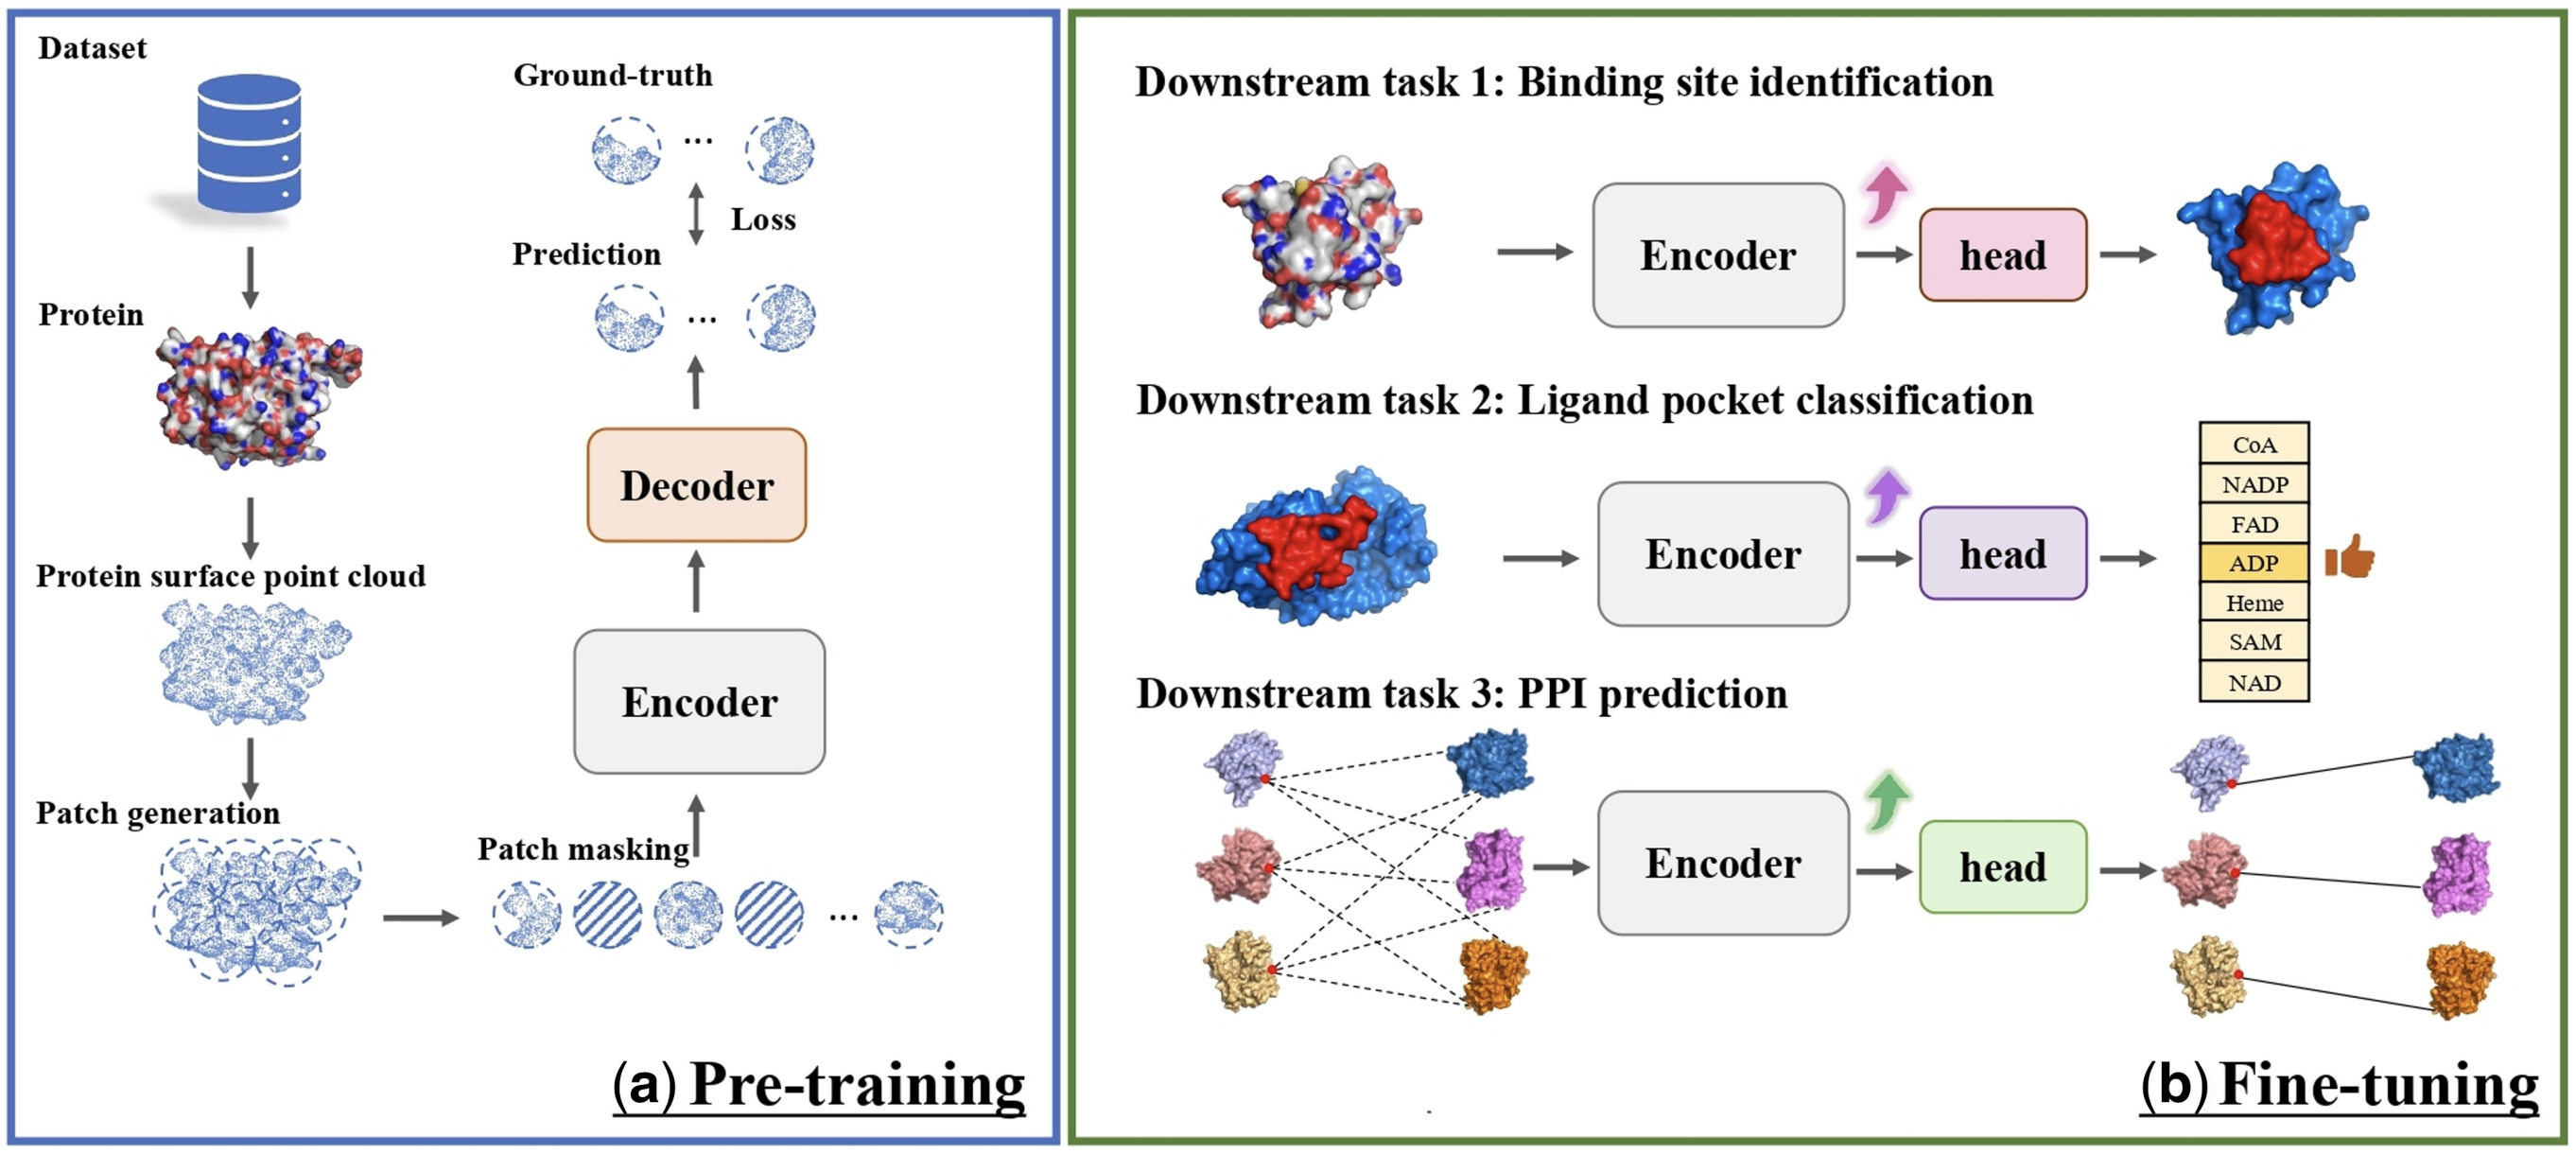 Dataset
Protein
Protein surface point cloud
Patch generation
Patch masking
Encoder
Decoder
Prediction
Loss
Ground-truth
(a) Pre-training
Downstream task 1: Binding site identification
Encoder
head
Downstream task 2: Ligand pocket classification
Encoder
head
CoA
NADP
FAD
ADP
Heme
SAM
NAD
Downstream task 3: PPI prediction
Encoder
head
(b) Fine-tuning